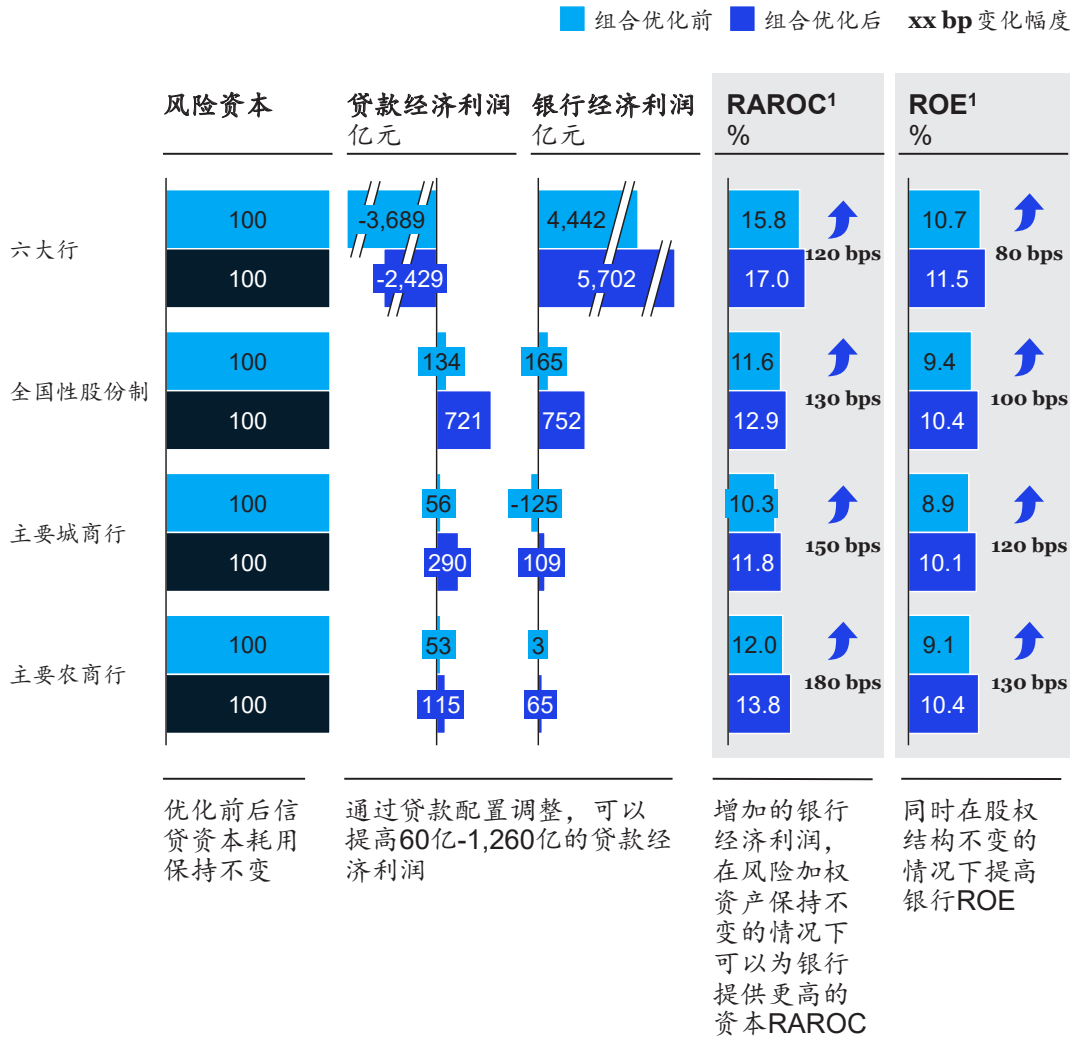 组合优化前 组合优化后 xx bp 变化幅度
风险资本 贷款经济利润 银行经济利润 RAROC¹ ROE¹
亿元 亿元 % %
六大行
100 -3,689 4,442 15.8 10.7
120 bps 80 bps
100 -2,429 5,702 17.0 11.5
全国性股份制
100 134 165 11.6 9.4
130 bps 100 bps
100 721 752 12.9 10.4
主要城商行
100 56 -125 10.3 8.9
150 bps 120 bps
100 290 109 11.8 10.1
主要农商行
100 53 3 12.0 9.1
180 bps 130 bps
100 115 65 13.8 10.4
优化前后信
贷资本耗用
保持不变
通过贷款配置调整，可以
提高60亿-1,260亿的贷款经
济利润
增加的银行
经济利润，
在风险加权
资产保持不
变的情况下
可以为银行
提供更高的
资本RAROC
同时在股权
结构不变的
情况下提高
银行ROE